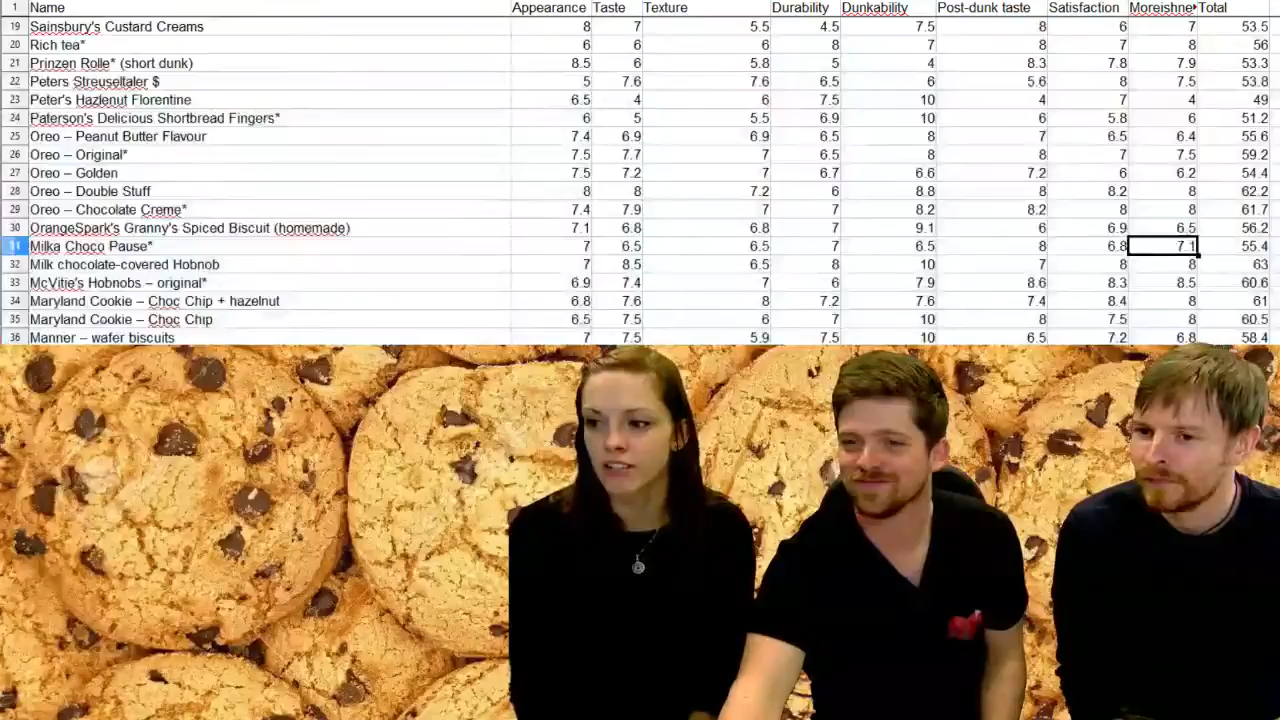 1 Name Appearance Taste Texture Durability Dunkability Post-dunk taste Satisfaction Moreishne Total
19 Sainsbury's Custard Creams 8 7 5.5 4.5 7.5 8 6 7 53.5
20 Rich tea* 6 6 6 8 7 8 7 8 56
21 Prinzen Rolle* (short dunk) 8.5 6 5.8 5 4 8.3 7.8 7.9 53.3
22 Peters Streuseltaler $ 5 7.6 7.6 6.5 6 5.6 8 7.5 53.8
23 Peter's Hazlenut Florentine 6.5 4 6 7.5 10 4 7 4 49
24 Paterson's Delicious Shortbread Fingers* 6 5 5.5 6.9 10 6 5.8 6 51.2
25 Oreo – Peanut Butter Flavour 7.4 6.9 6.9 6.5 8 7 6.5 6.4 55.6
26 Oreo – Original* 7.5 7.7 7 6.5 8 8 7 7.5 59.2
27 Oreo – Golden 7.5 7.2 7 6.7 6.6 7.2 6 6.2 54.4
28 Oreo – Double Stuff 8 8 7.2 6 8.8 8 8.2 8 62.2
29 Oreo – Chocolate Creme* 7.4 7.9 7 7 8.2 8.2 8 8 61.7
30 OrangeSpark's Granny's Spiced Biscuit (homemade) 7.1 6.8 6.8 7 9.1 6 6.9 6.5 56.2
31 Milka Choco Pause* 7 6.5 6.5 7 6.5 8 6.8 7.1 55.4
32 Milk chocolate-covered Hobnob 7 8.5 6.5 8 10 7 8 8 63
33 McVitie's Hobnobs – original* 6.9 7.4 7 6 7.9 8.6 8.3 8.5 60.6
34 Maryland Cookie – Choc Chip + hazelnut 6.8 7.6 8 7.2 7.6 7.4 8.4 8 61
35 Maryland Cookie – Choc Chip 6.5 7.5 6 7 10 8 7.5 8 60.5
36 Manner – wafer biscuits 7 7.5 5.9 7.5 10 6.5 7.2 6.8 58.4